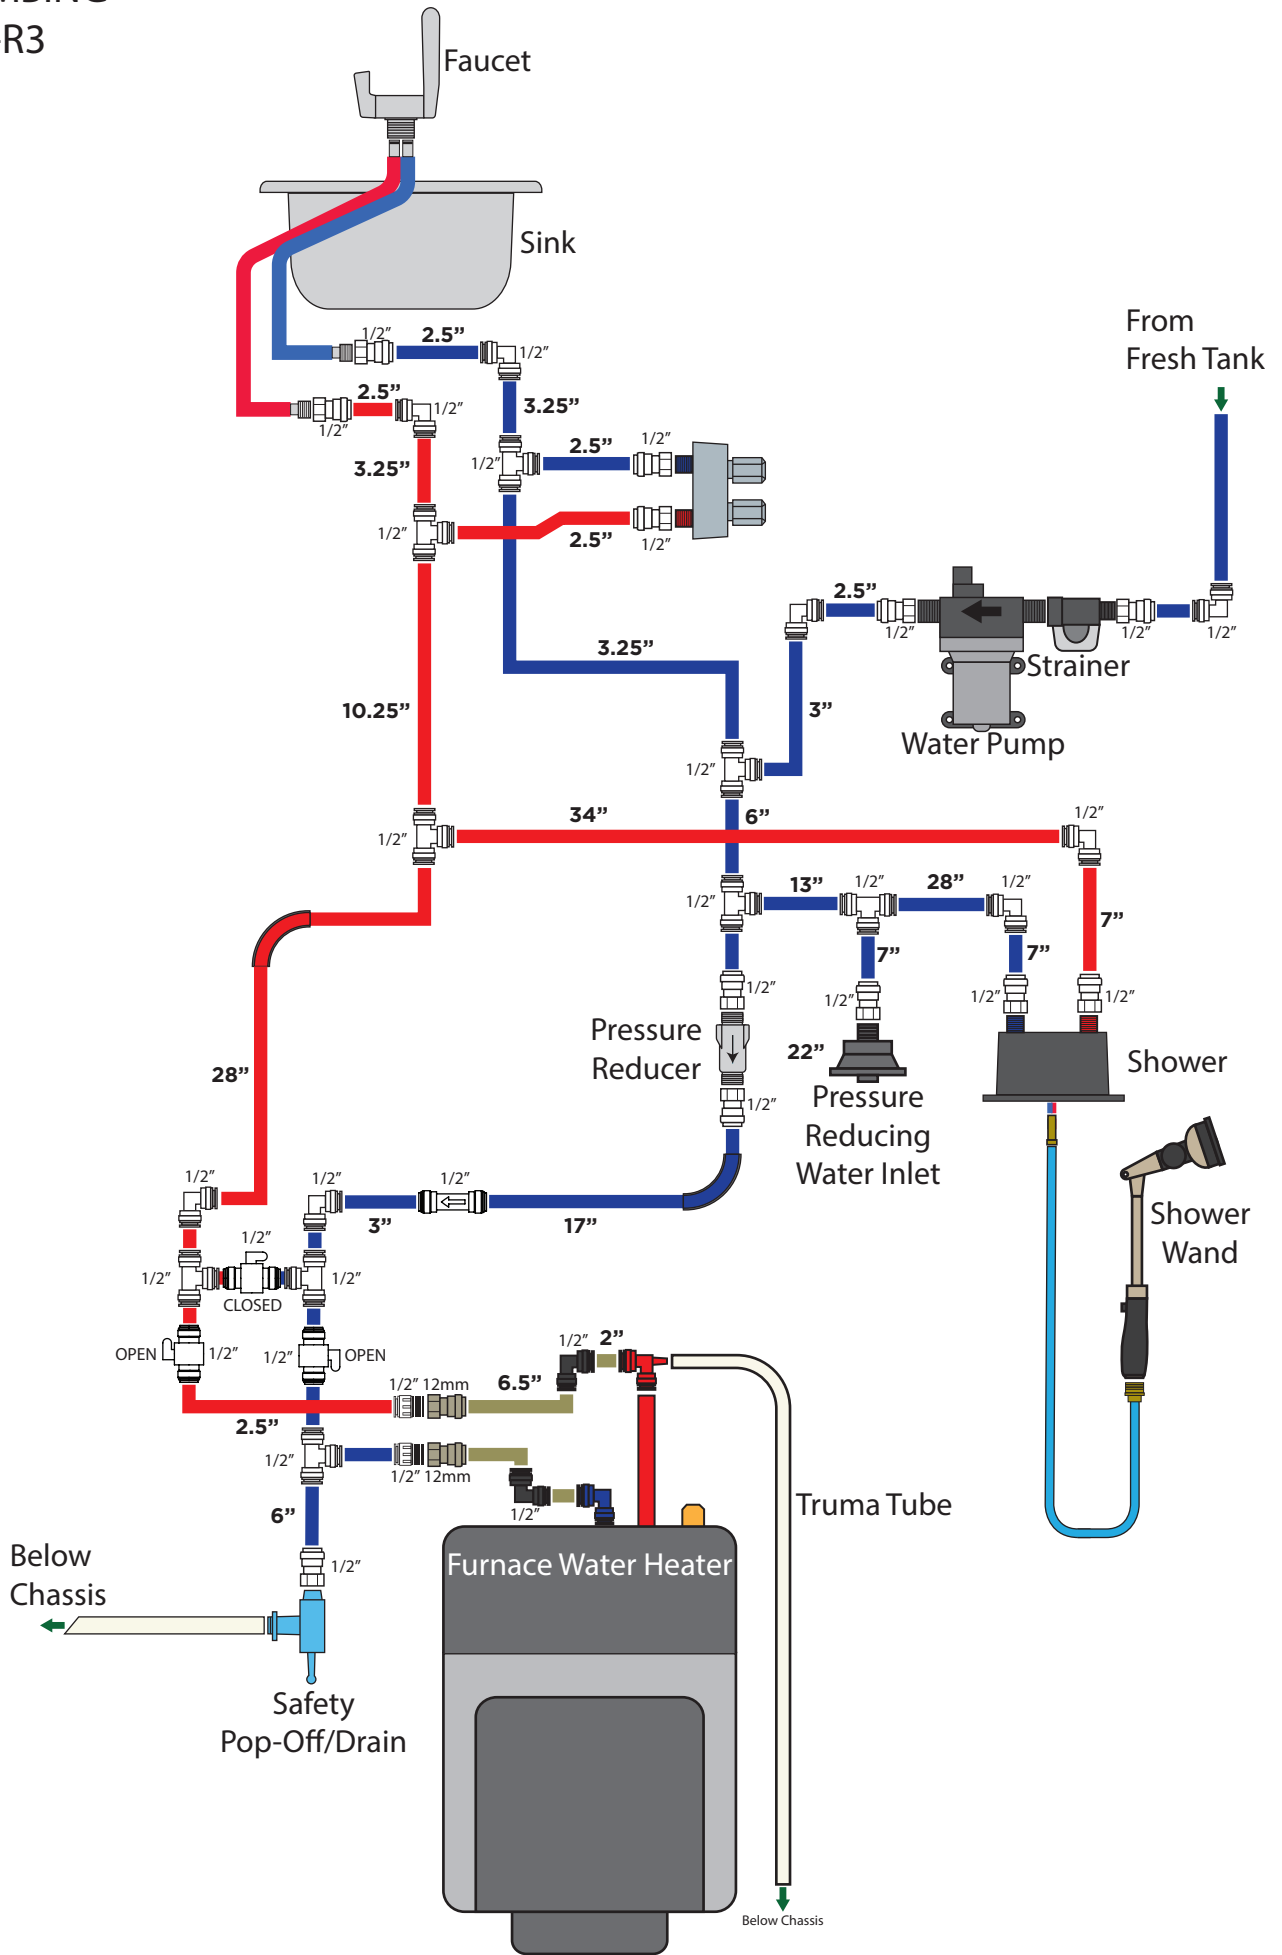 -R3
Faucet
Sink
1/2”
2.5”
1/2”
From
Fresh Tank
2.5”
1/2”
1/2”
3.25”
3.25”
1/2”
2.5”
1/2”
1/2”
2.5”
1/2”
2.5”
1/2”
1/2”
1/2”
Strainer
Water Pump
3.25”
10.25”
3”
1/2”
34”
6”
1/2”
1/2”
1/2”
13”
1/2”
28”
1/2”
7”
7”
7”
1/2”
1/2”
1/2”
1/2”
Pressure
Reducer
22”
Shower
28”
1/2”
Pressure
Reducing
Water Inlet
1/2”
1/2”
1/2”
3”
17”
Shower
Wand
1/2”
1/2”
1/2”
CLOSED
OPEN
1/2”
1/2”
OPEN
1/2”
2”
1/2”
12mm
6.5”
2.5”
1/2”
1/2”
12mm
1/2”
Truma Tube
6”
Below
Chassis
1/2”
Furnace Water Heater
Safety
Pop-Off/Drain
Below Chassis